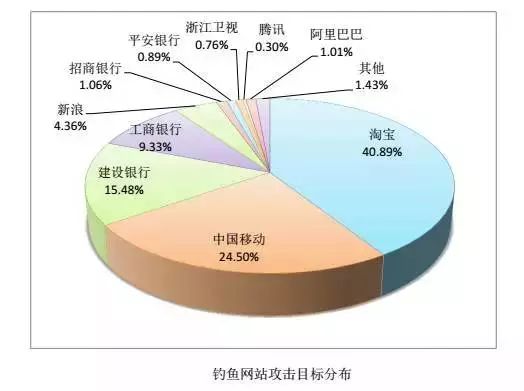 浙江卫视
0.76%
腾讯
0.30%
阿里巴巴
1.01%
平安银行
0.89%
招商银行
1.06%
其他
1.43%
新浪
4.36%
工商银行
9.33%
淘宝
40.89%
建设银行
15.48%
中国移动
24.50%
钓鱼网站攻击目标分布